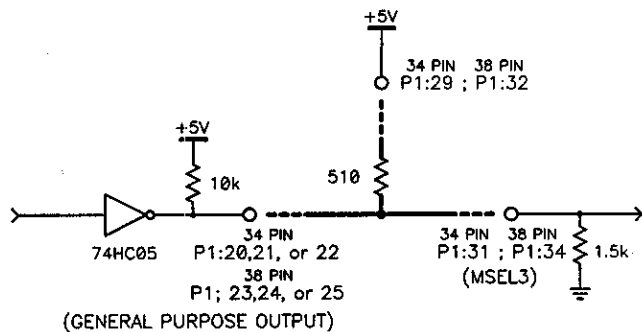 +5V
34 PIN 38 PIN
P1:29 ; P1:32
+5V
10k
510
74HC05
34 PIN
P1:20,21, or 22
38 PIN
P1; 23,24, or 25
(GENERAL PURPOSE OUTPUT)
34 PIN 38 PIN
P1:31 ; P1:34
(MSEL3)
1.5k